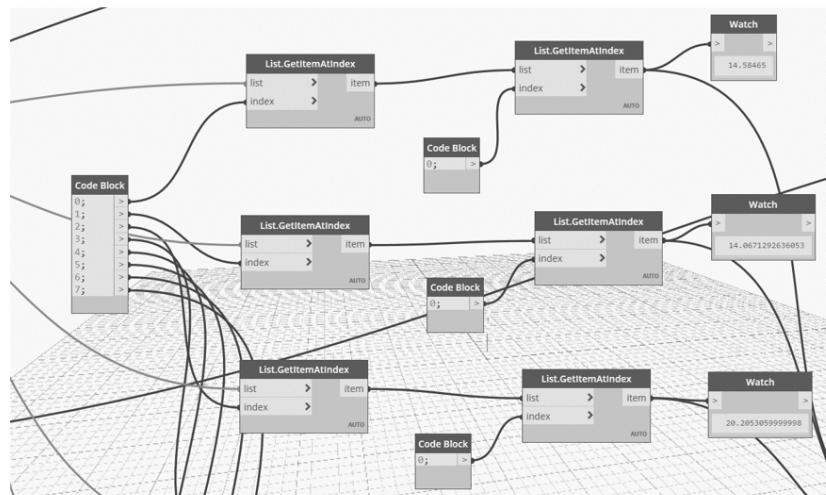 Watch
> >
14.58465
List.GetItemAtIndex
list > item
index >
AUTO
List.GetItemAtIndex
list > item
index >
AUTO
Code Block
0; >
Code Block
0; >
1; >
2; >
3; >
4; >
5; >
6; >
7; >
List.GetItemAtIndex
list > item
index >
AUTO
List.GetItemAtIndex
list > item
index >
AUTO
Watch
> >
14.0671292636053
Code Block
0; >
List.GetItemAtIndex
list > item
index >
AUTO
List.GetItemAtIndex
list > item
index >
AUTO
Watch
> >
20.2053059999998
Code Block
0; >